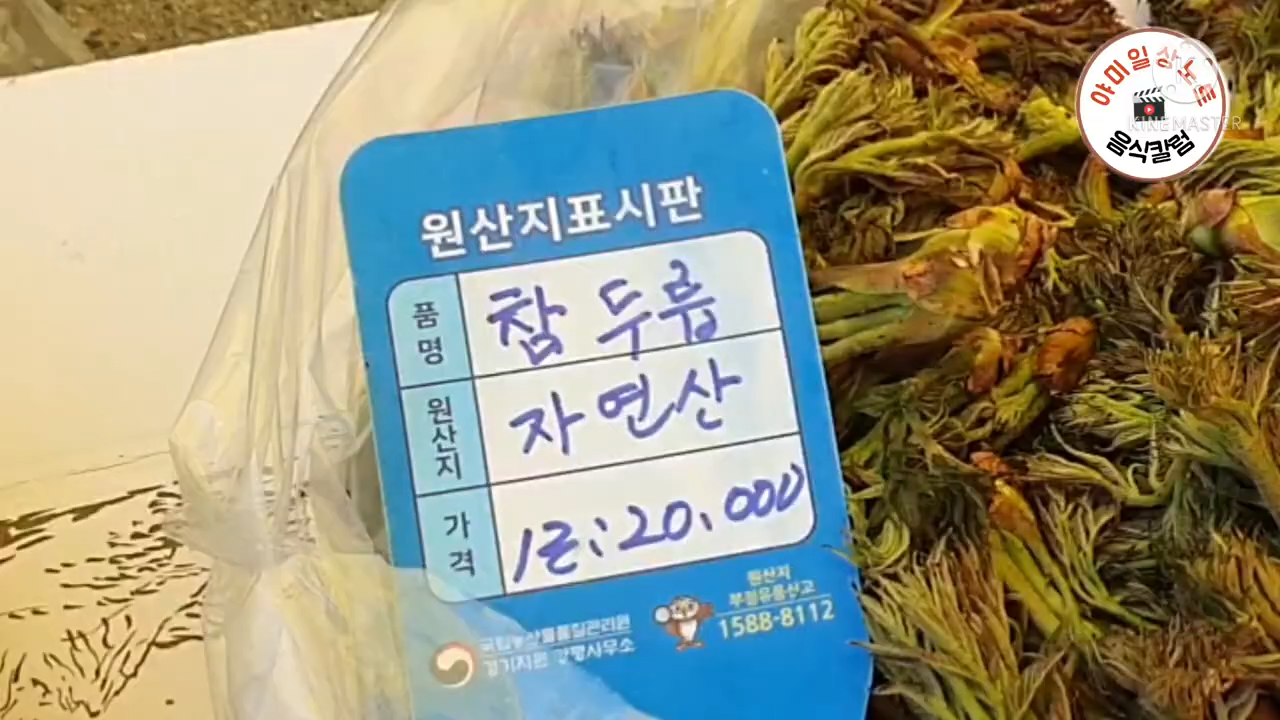 야미일상노트
KINEMASTER
음식칼럼
원산지표시판
품명 참 두릅
원산지 자연산
가격 1근: 20,000
원산지
부정유통신고
1588-8112
국립농산물품질관리원
경기지원 양평사무소